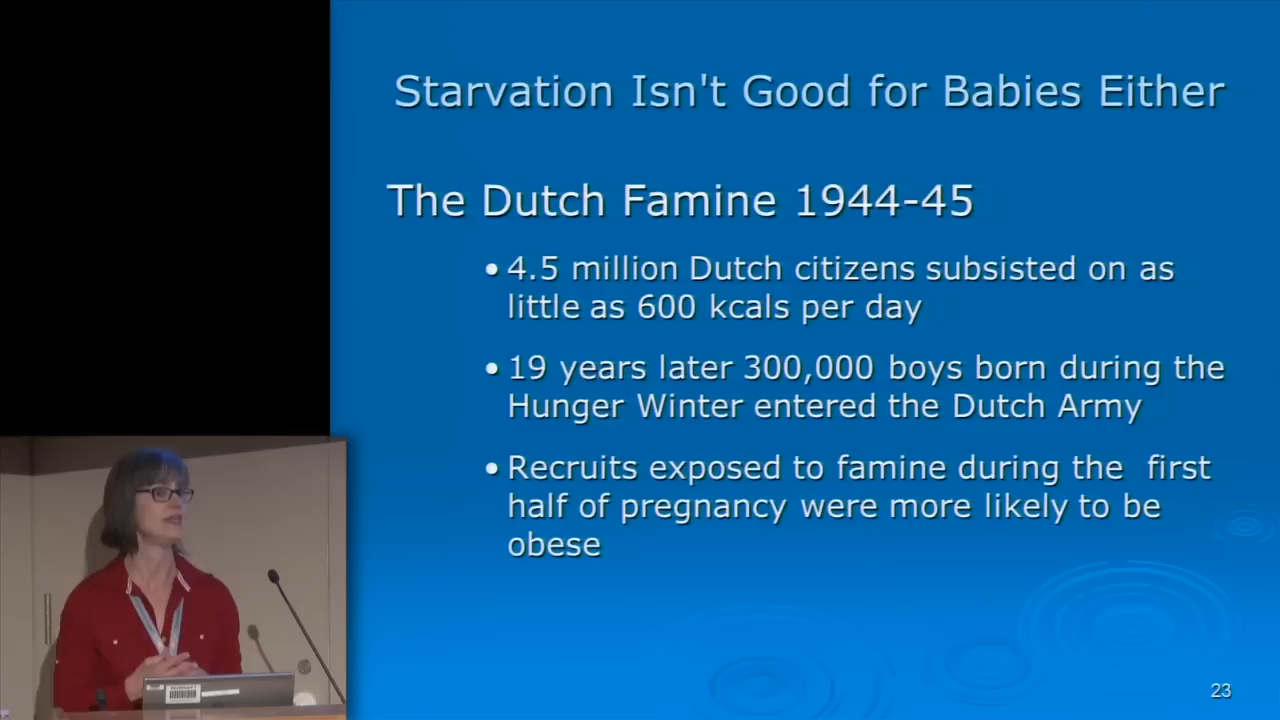 Starvation Isn't Good for Babies Either
The Dutch Famine 1944-45
• 4.5 million Dutch citizens subsisted on as
little as 600 kcals per day
• 19 years later 300,000 boys born during the
Hunger Winter entered the Dutch Army
• Recruits exposed to famine during the first
half of pregnancy were more likely to be
obese
23